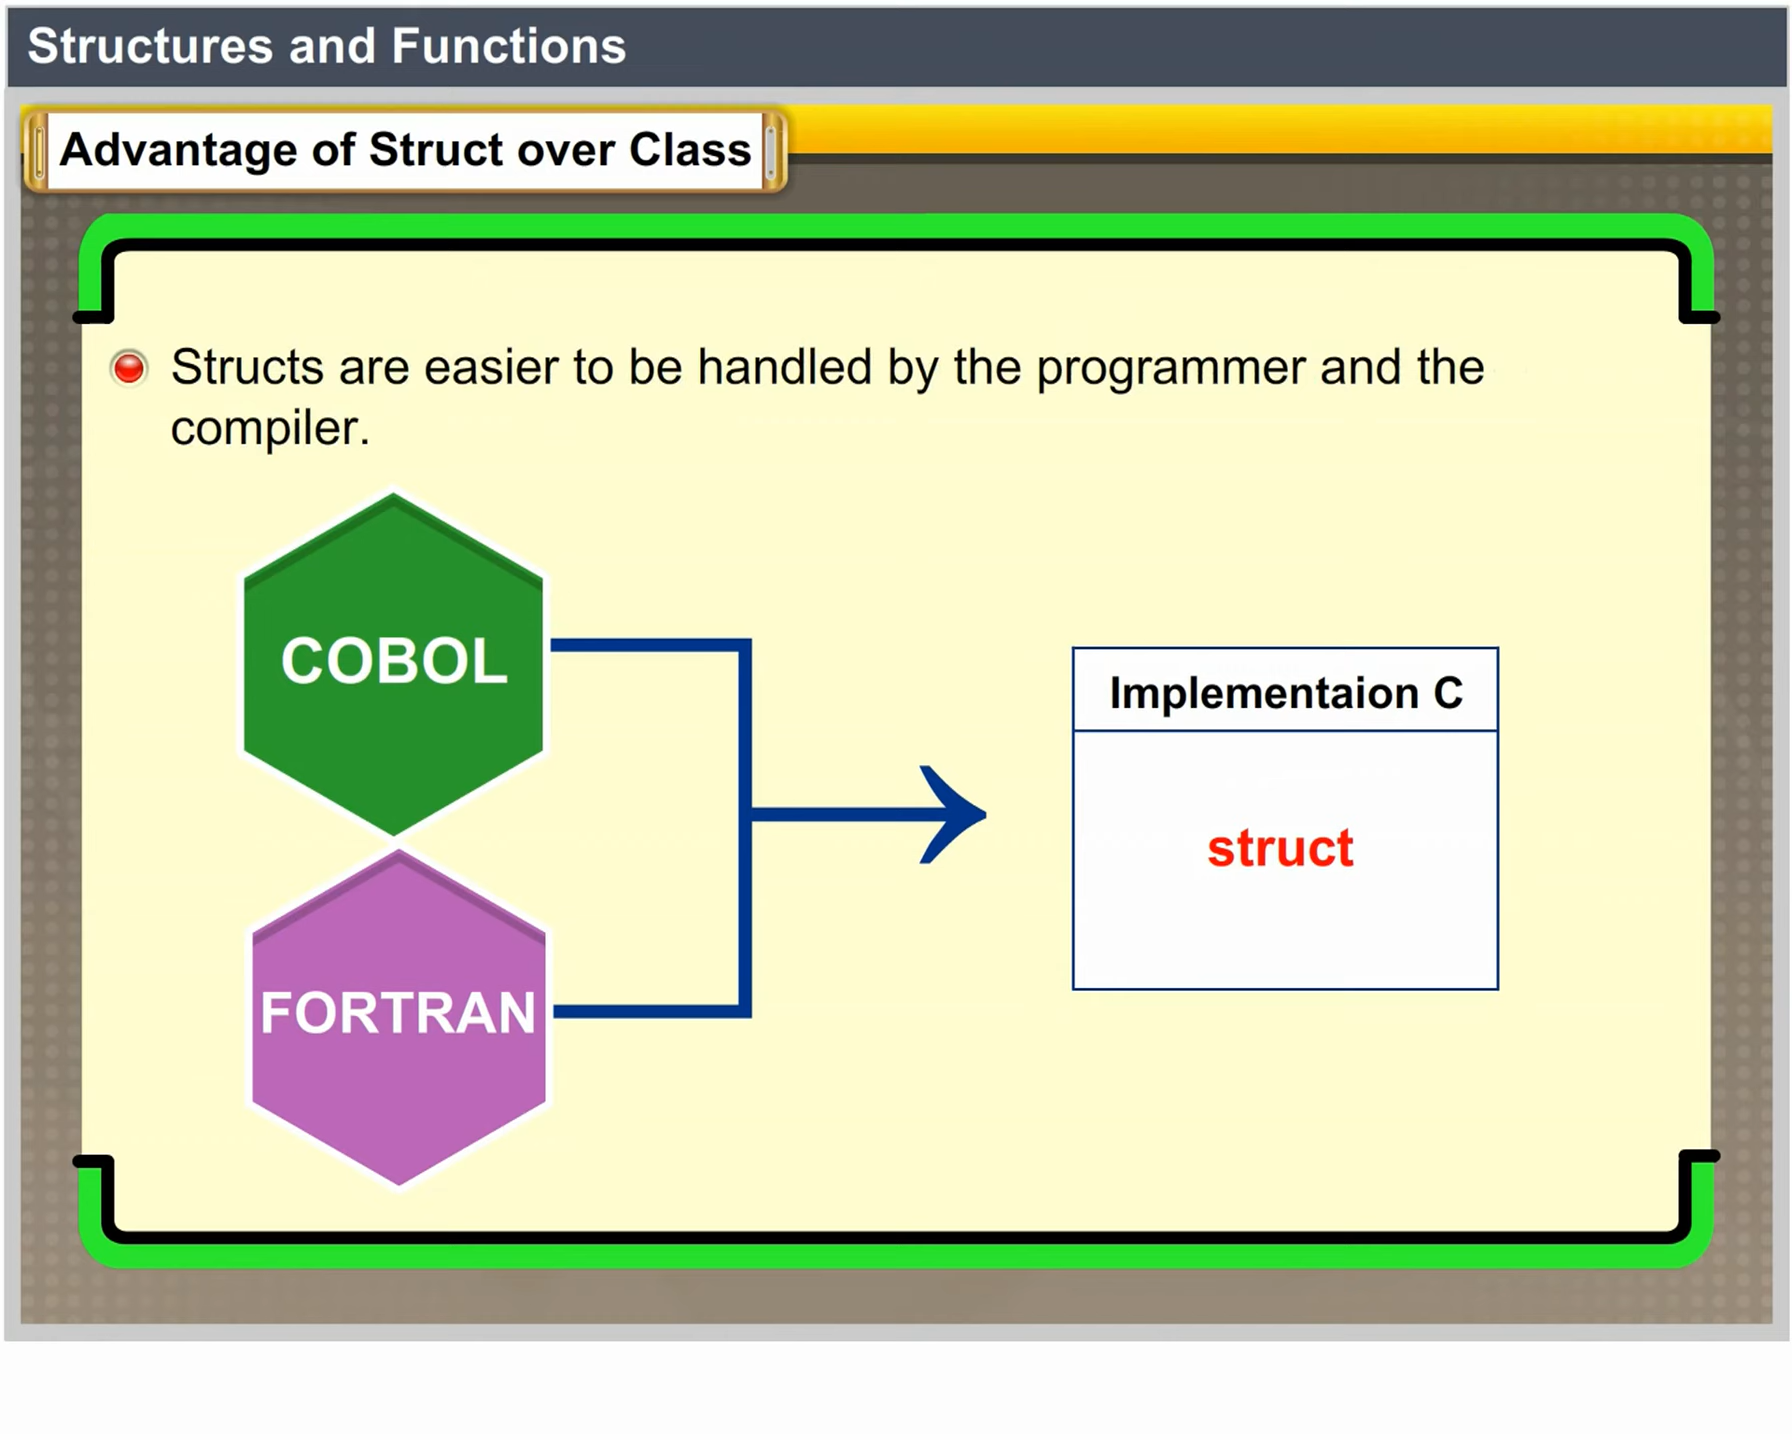 Structures and Functions
Advantage of Struct over Class
Structs are easier to be handled by the programmer and the
compiler.
COBOL
Implementaion C
struct
FORTRAN